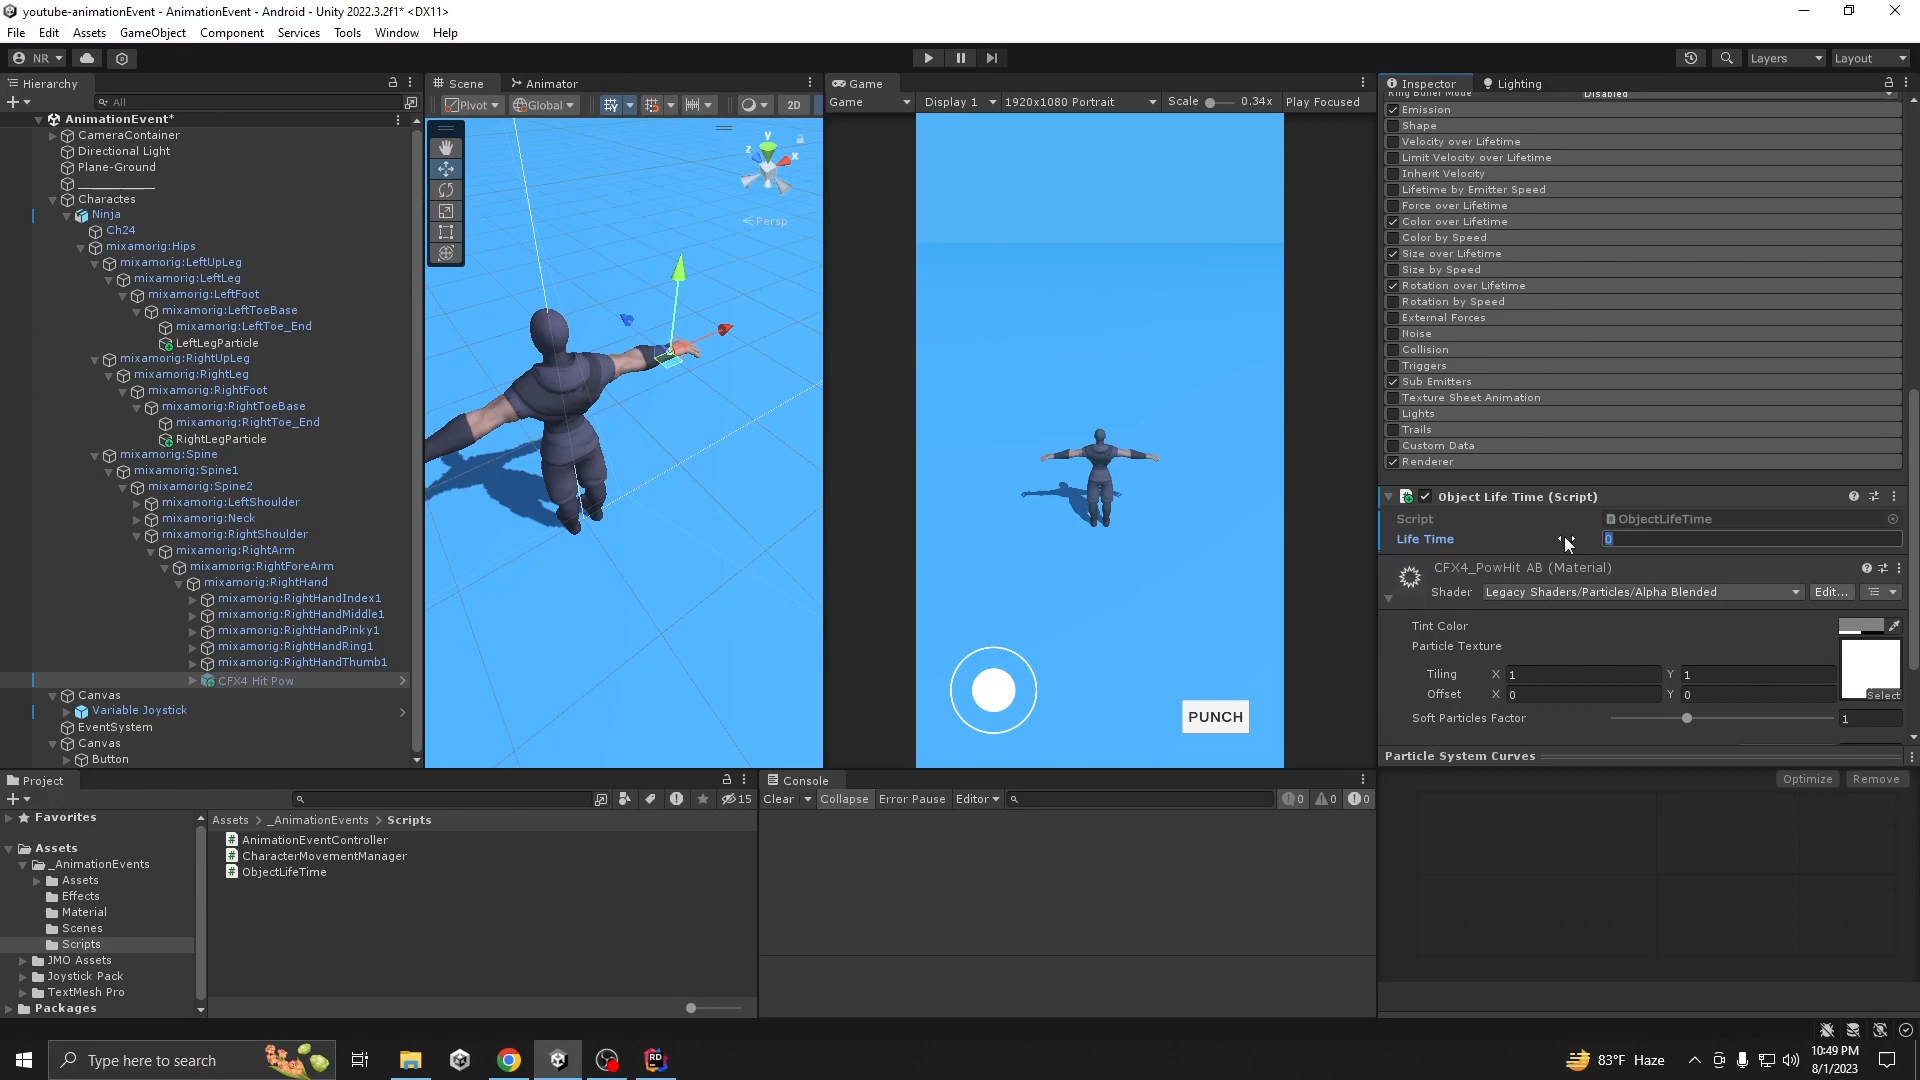 youtube-animationEvent - AnimationEvent - Android - Unity 2022.3.2f1* <DX11>
File Edit Assets GameObject Component Services Tools Window Help
NR Layers Layout
Hierarchy
All
AnimationEvent*
CameraContainer
Directional Light
Plane-Ground
____________
Charactes
Ninja
Ch24
mixamorig:Hips
mixamorig:LeftUpLeg
mixamorig:LeftLeg
mixamorig:LeftFoot
mixamorig:LeftToeBase
mixamorig:LeftToe_End
LeftLegParticle
mixamorig:RightUpLeg
mixamorig:RightLeg
mixamorig:RightFoot
mixamorig:RightToeBase
mixamorig:RightToe_End
RightLegParticle
mixamorig:Spine
mixamorig:Spine1
mixamorig:Spine2
mixamorig:LeftShoulder
mixamorig:Neck
mixamorig:RightShoulder
mixamorig:RightArm
mixamorig:RightForeArm
mixamorig:RightHand
mixamorig:RightHandIndex1
mixamorig:RightHandMiddle1
mixamorig:RightHandPinky1
mixamorig:RightHandRing1
mixamorig:RightHandThumb1
CFX4 Hit Pow
Canvas
Variable Joystick
EventSystem
Canvas
Button
Scene Animator
Pivot Global 2D
y
z x
Persp
Game
Game Display 1 1920x1080 Portrait Scale 0.34x Play Focused
PUNCH
Inspector Lighting
Ring Buffer Mode Disabled
Emission
Shape
Velocity over Lifetime
Limit Velocity over Lifetime
Inherit Velocity
Lifetime by Emitter Speed
Force over Lifetime
Color over Lifetime
Color by Speed
Size over Lifetime
Size by Speed
Rotation over Lifetime
Rotation by Speed
External Forces
Noise
Collision
Triggers
Sub Emitters
Texture Sheet Animation
Lights
Trails
Custom Data
Renderer
Object Life Time (Script)
Script ObjectLifeTime
Life Time 0
CFX4_PowHit AB (Material)
Shader Legacy Shaders/Particles/Alpha Blended Edit...
Tint Color
Particle Texture
Tiling X 1 Y 1
Offset X 0 Y 0
Select
Soft Particles Factor 1
Particle System Curves
Optimize Remove
Project
15
Favorites
Assets
_AnimationEvents
Assets
Effects
Material
Scenes
Scripts
JMO Assets
Joystick Pack
TextMesh Pro
Packages
Assets > _AnimationEvents > Scripts
AnimationEventController
CharacterMovementManager
ObjectLifeTime
Console
Clear Collapse Error Pause Editor 0 0 0
Type here to search
RD
83°F Haze
10:49 PM
8/1/2023